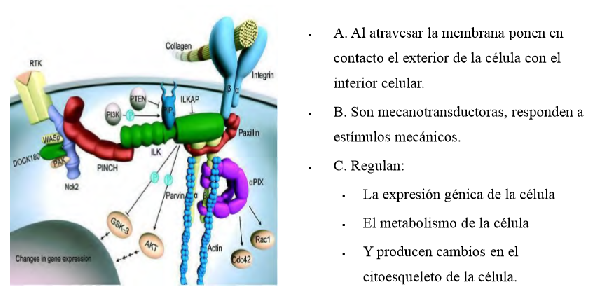 Collagen
Integrin
RTK
PTEN
PI3K
ILKAP
β
WASP
DOCK180
PAK
Paxilin
ILK
PINCH
Nck2
Parvin
α
αPIX
GSK-3
AKT
Actin
Rac1
Cdc42
Changes in gene expression
A. Al atravesar la membrana ponen en
contacto el exterior de la célula con el
interior celular.
B. Son mecanotransductoras, responden a
estímulos mecánicos.
C. Regulan:
La expresión génica de la célula
El metabolismo de la célula
Y producen cambios en el
citoesqueleto de la célula.